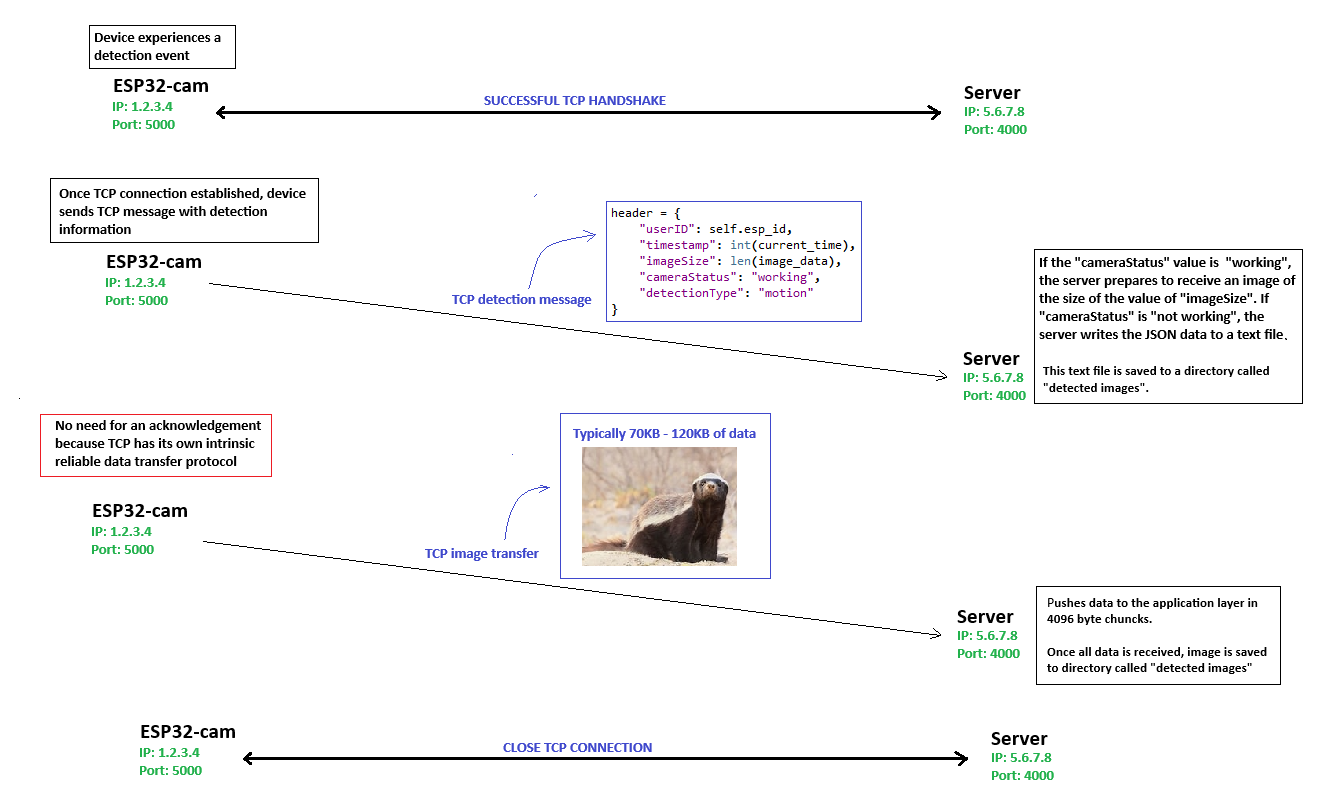 Device experiences a
detection event
ESP32-cam
IP: 1.2.3.4
Port: 5000
SUCCESSFUL TCP HANDSHAKE
Server
IP: 5.6.7.8
Port: 4000
Once TCP connection established, device
sends TCP message with detection
information
ESP32-cam
IP: 1.2.3.4
Port: 5000
TCP detection message
header = {
"userID": self.esp_id,
"timestamp": int(current_time),
"imageSize": len(image_data),
"cameraStatus": "working",
"detectionType": "motion"
}
Server
IP: 5.6.7.8
Port: 4000
If the "cameraStatus" value is "working",
the server prepares to receive an image of
the size of the value of "imageSize". If
"cameraStatus" is "not working", the
server writes the JSON data to a text file.
This text file is saved to a directory called
"detected images".
No need for an acknowledgement
because TCP has its own intrinsic
reliable data transfer protocol
ESP32-cam
IP: 1.2.3.4
Port: 5000
TCP image transfer
Typically 70KB - 120KB of data
Server
IP: 5.6.7.8
Port: 4000
Pushes data to the application layer in
4096 byte chuncks.
Once all data is received, image is saved
to directory called "detected images"
ESP32-cam
IP: 1.2.3.4
Port: 5000
CLOSE TCP CONNECTION
Server
IP: 5.6.7.8
Port: 4000